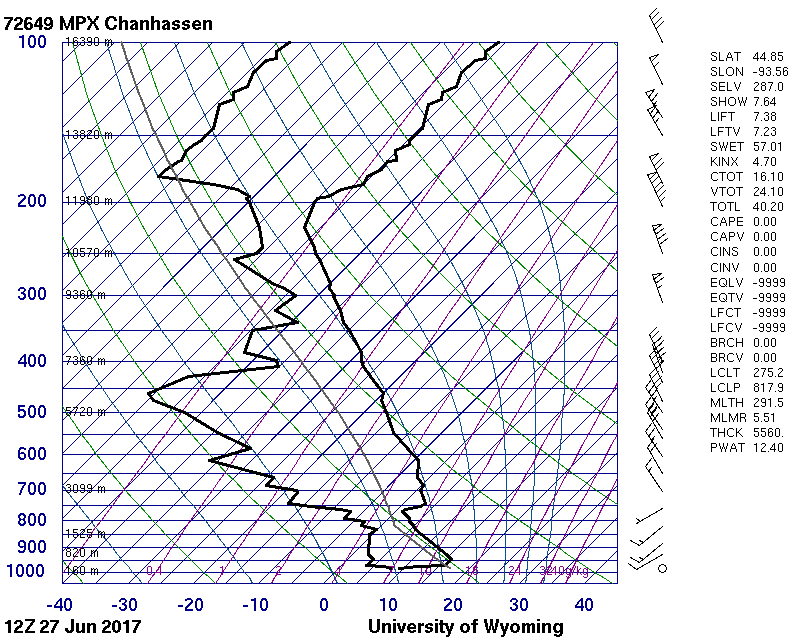 72649 MPX Chanhassen
100 16390 m
13820 m
200 11980 m
10570 m
300 9360 m
400 7360 m
500 5720 m
600
700 3099 m
800
1525 m
900
820 m
1000 160 m 0.4 1 2 4 10 16 24 32 40g/kg
-40 -30 -20 -10 0 10 20 30 40
12Z 27 Jun 2017 University of Wyoming
SLAT 44.85
SLON -93.56
SELV 287.0
SHOW 7.64
LIFT 7.38
LFTV 7.23
SWET 57.01
KINX 4.70
CTOT 16.10
VTOT 24.10
TOTL 40.20
CAPE 0.00
CAPV 0.00
CINS 0.00
CINV 0.00
EQLV -9999
EQTV -9999
LFCT -9999
LFCV -9999
BRCH 0.00
BRCV 0.00
LCLT 275.2
LCLP 817.9
MLTH 291.5
MLMR 5.51
THCK 5560.
PWAT 12.40